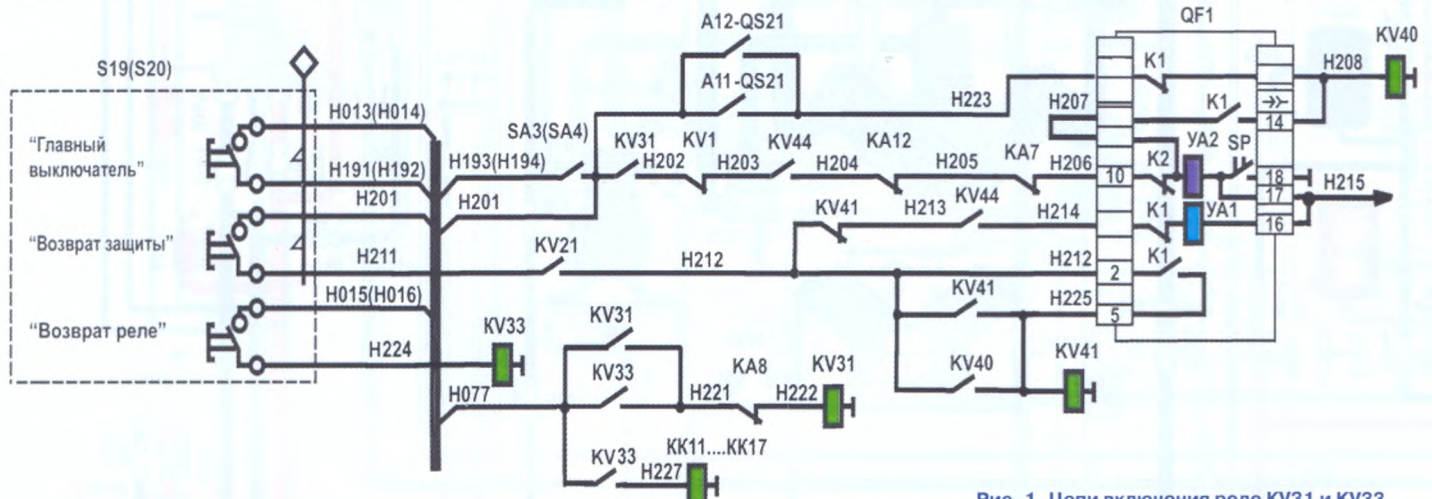 A12-QS21
QF1
KV40
S19(S20)
A11-QS21
K1
H208
H013(H014)
H223
H207
K1
14
"Главный
выключатель"
SA3(SA4)
KV31
KV1
KV44
KA12
УА2
SP
H191(H192)
H193(H194)
H202
H203
H204
H205
KA7
H206
10
K2
18
H215
H201
H201
17
"Возврат защиты"
KV41
H213
KV44
H214
K1
УА1
16
H211
KV21
H212
H212
2
K1
H015(H016)
KV41
H225
5
"Возврат реле"
KV33
KV31
H224
KV40
KV41
KV33
KA8
KV31
H077
H221
H222
KV33
KK11....KK17
H227
Рис. 1. Цепи включения реле KV31 и KV33